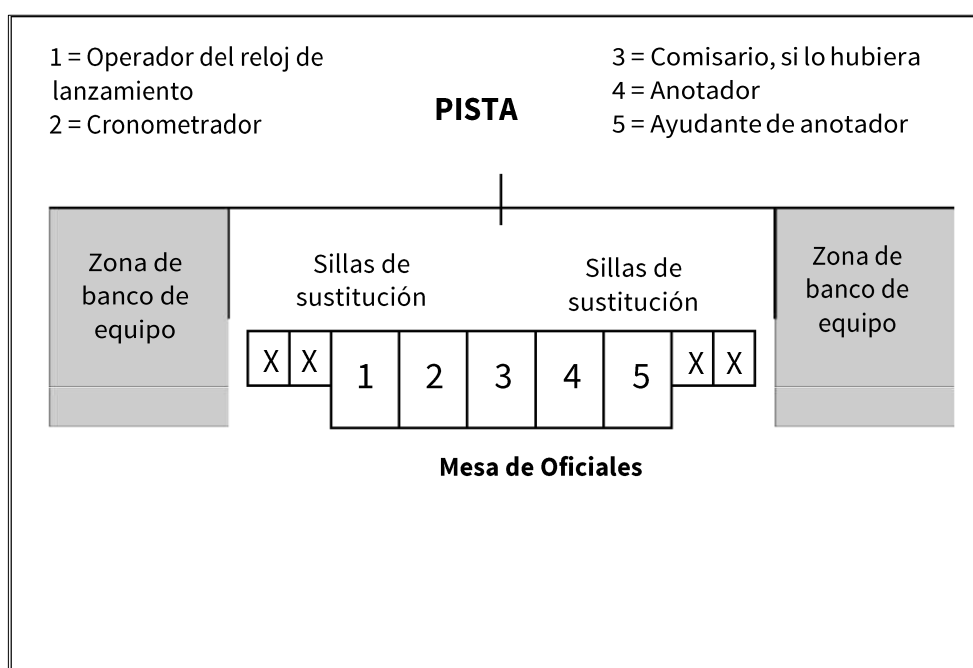 1 = Operador del reloj de
lanzamiento
2 = Cronometrador
PISTA
3 = Comisario, si lo hubiera
4 = Anotador
5 = Ayudante de anotador
Zona de
banco de
equipo
Sillas de
sustitución
Sillas de
sustitución
Zona de
banco de
equipo
X X 1 2 3 4 5 X X
Mesa de Oficiales